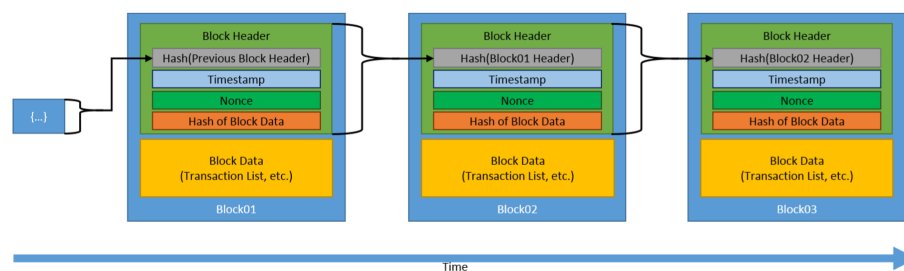 {...}
Block Header
Hash(Previous Block Header)
Timestamp
Nonce
Hash of Block Data
Block Data
(Transaction List, etc.)
Block01
Block Header
Hash(Block01 Header)
Timestamp
Nonce
Hash of Block Data
Block Data
(Transaction List, etc.)
Block02
Block Header
Hash(Block02 Header)
Timestamp
Nonce
Hash of Block Data
Block Data
(Transaction List, etc.)
Block03
Time